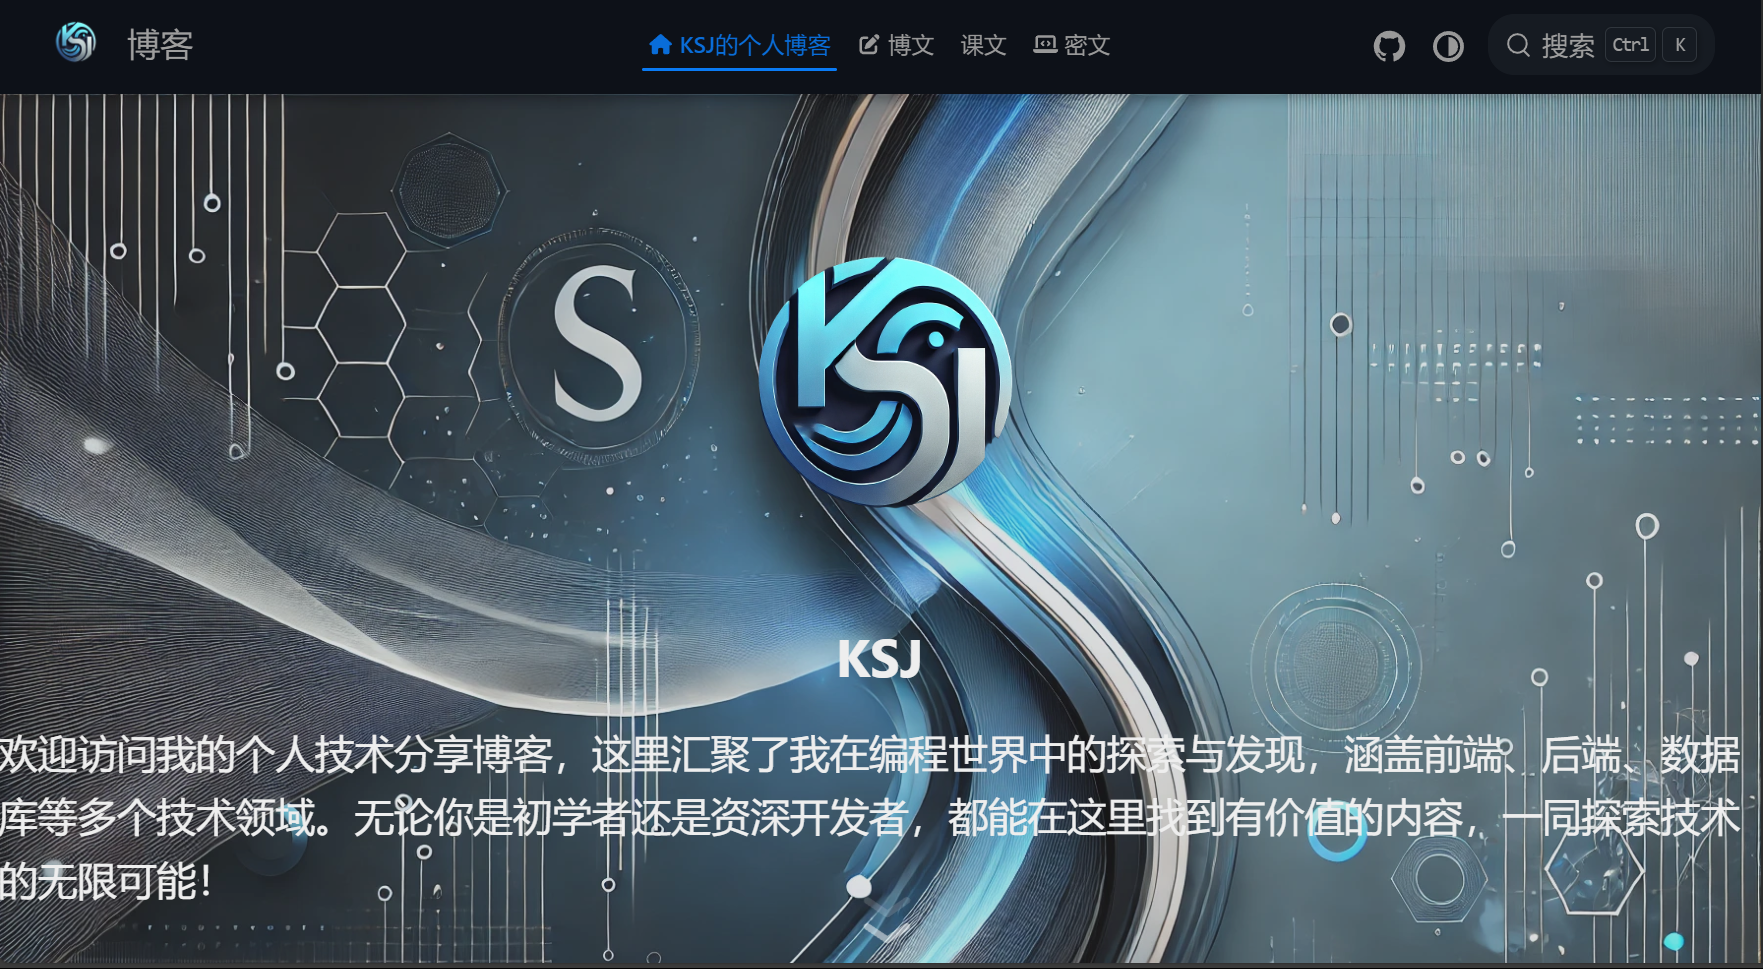 KSJ 博客
KSJ的个人博客 博文 课文 密文
搜索 Ctrl K
S
KSJ
KSJ
欢迎访问我的个人技术分享博客，这里汇聚了我在编程世界中的探索与发现，涵盖前端、后端、数据
库等多个技术领域。无论你是初学者还是资深开发者，都能在这里找到有价值的内容，一同探索技术
的无限可能！